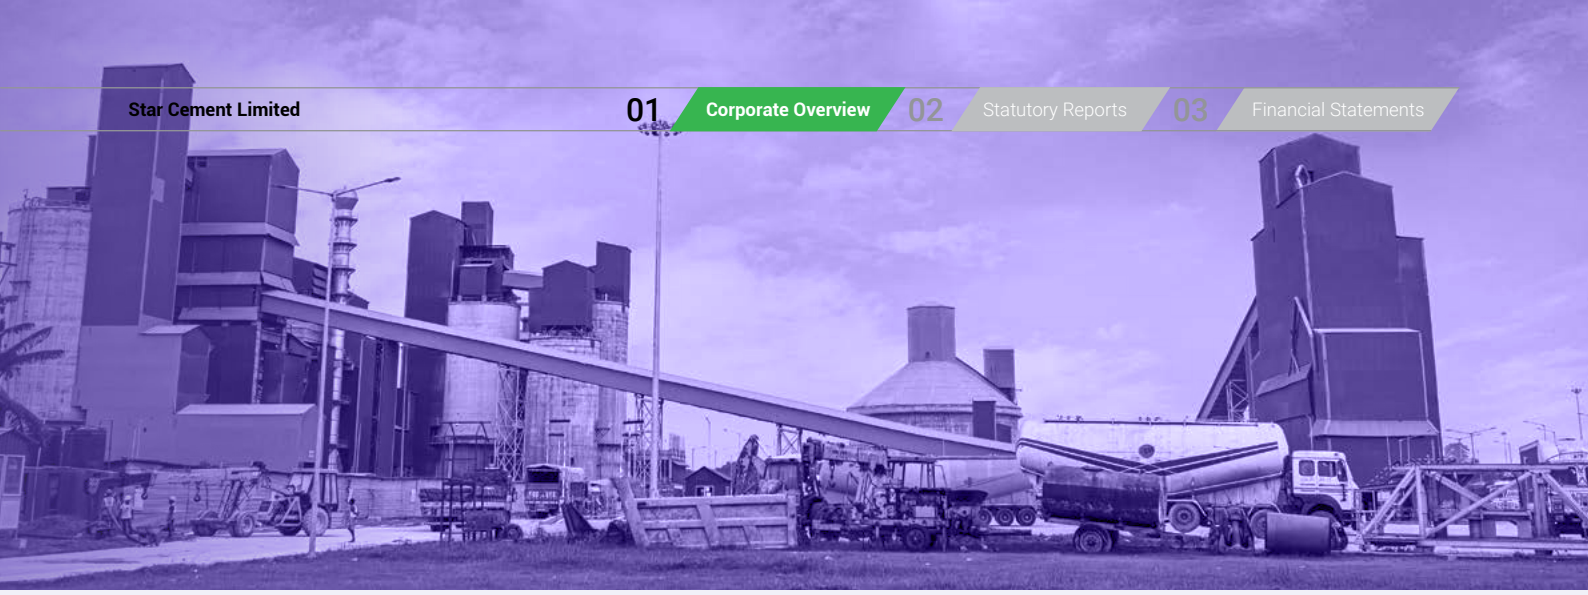 Star Cement Limited
01 Corporate Overview 02 Statutory Reports 03 Financial Statements